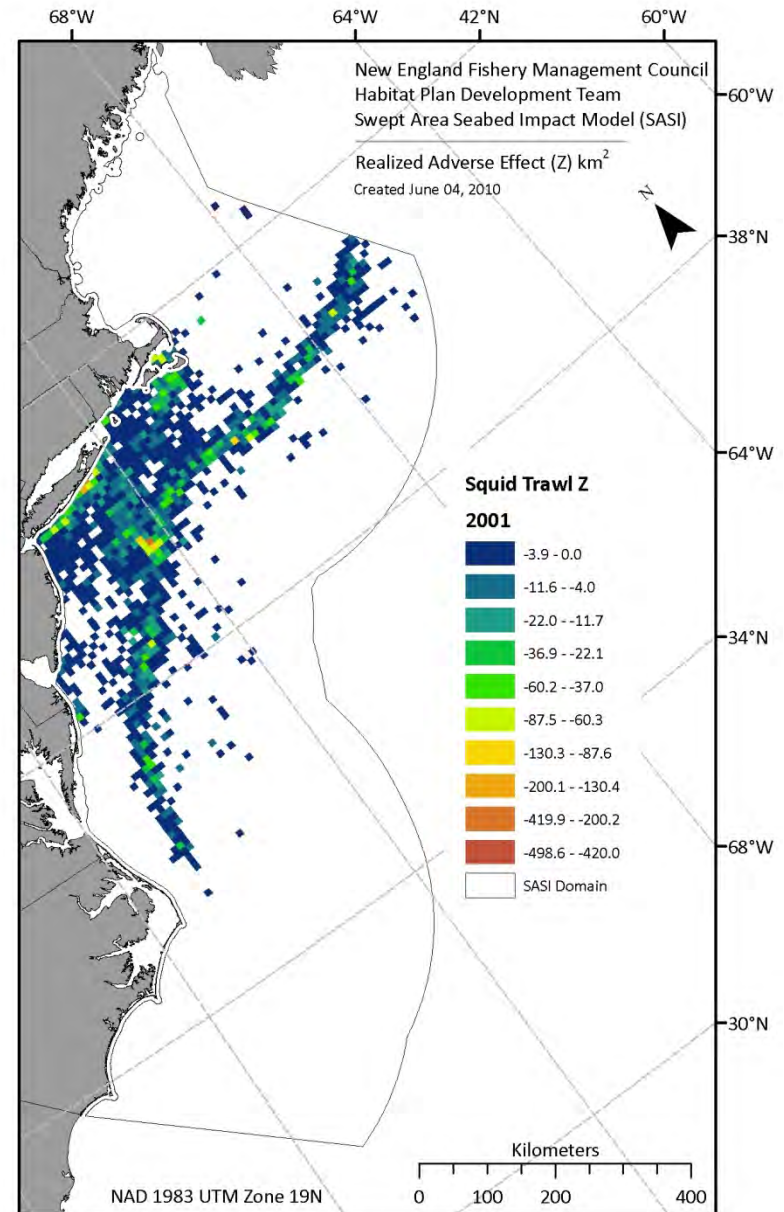 68°W
64°W
42°N
60°W
New England Fishery Management Council
Habitat Plan Development Team
Swept Area Seabed Impact Model (SASI)
Realized Adverse Effect (Z) km²
Created June 04, 2010
N
60°W
38°N
64°W
34°N
68°W
30°N
Squid Trawl Z
2001
-3.9 - 0.0
-11.6 - -4.0
-22.0 - -11.7
-36.9 - -22.1
-60.2 - -37.0
-87.5 - -60.3
-130.3 - -87.6
-200.1 - -130.4
-419.9 - -200.2
-498.6 - -420.0
SASI Domain
Kilometers
0 100 200 400
NAD 1983 UTM Zone 19N